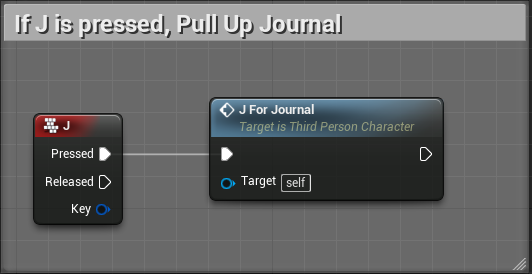 If J is pressed, Pull Up Journal
J
Pressed
Released
Key
J For Journal
Target is Third Person Character
Target self